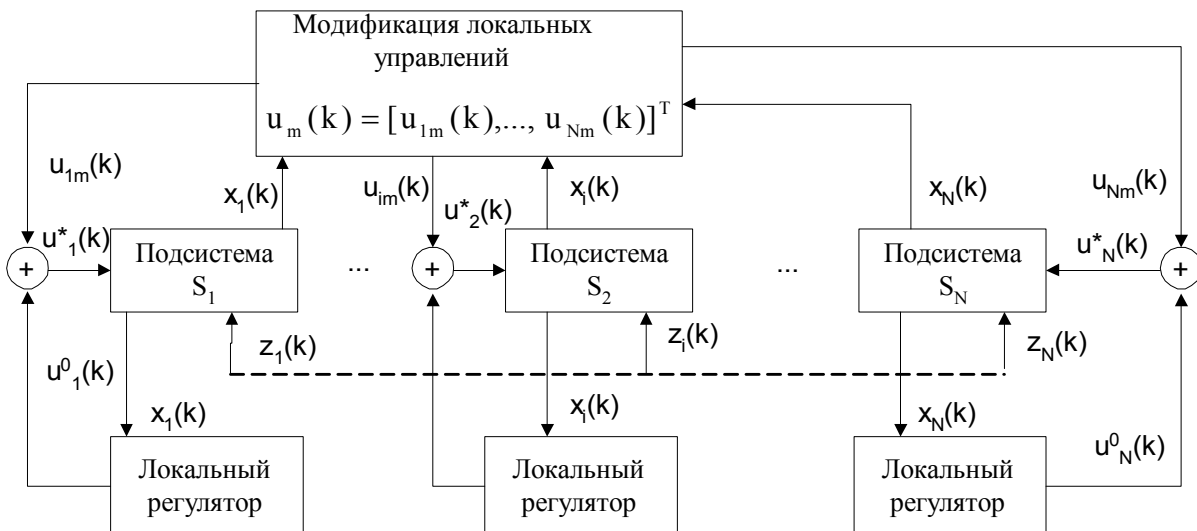 Модификация локальных
управлений
u_m(k) = [u_1m(k),..., u_Nm(k)]^T
u_1m(k)
x_1(k)
u_im(k)
u*_2(k)
x_i(k)
x_N(k)
u_Nm(k)
u*_1(k)
u*_N(k)
+
Подсистема
S_1
...
+
Подсистема
S_2
...
Подсистема
S_N
+
z_1(k)
z_i(k)
z_N(k)
u^0_1(k)
x_1(k)
x_i(k)
x_N(k)
u^0_N(k)
Локальный
регулятор
Локальный
регулятор
Локальный
регулятор